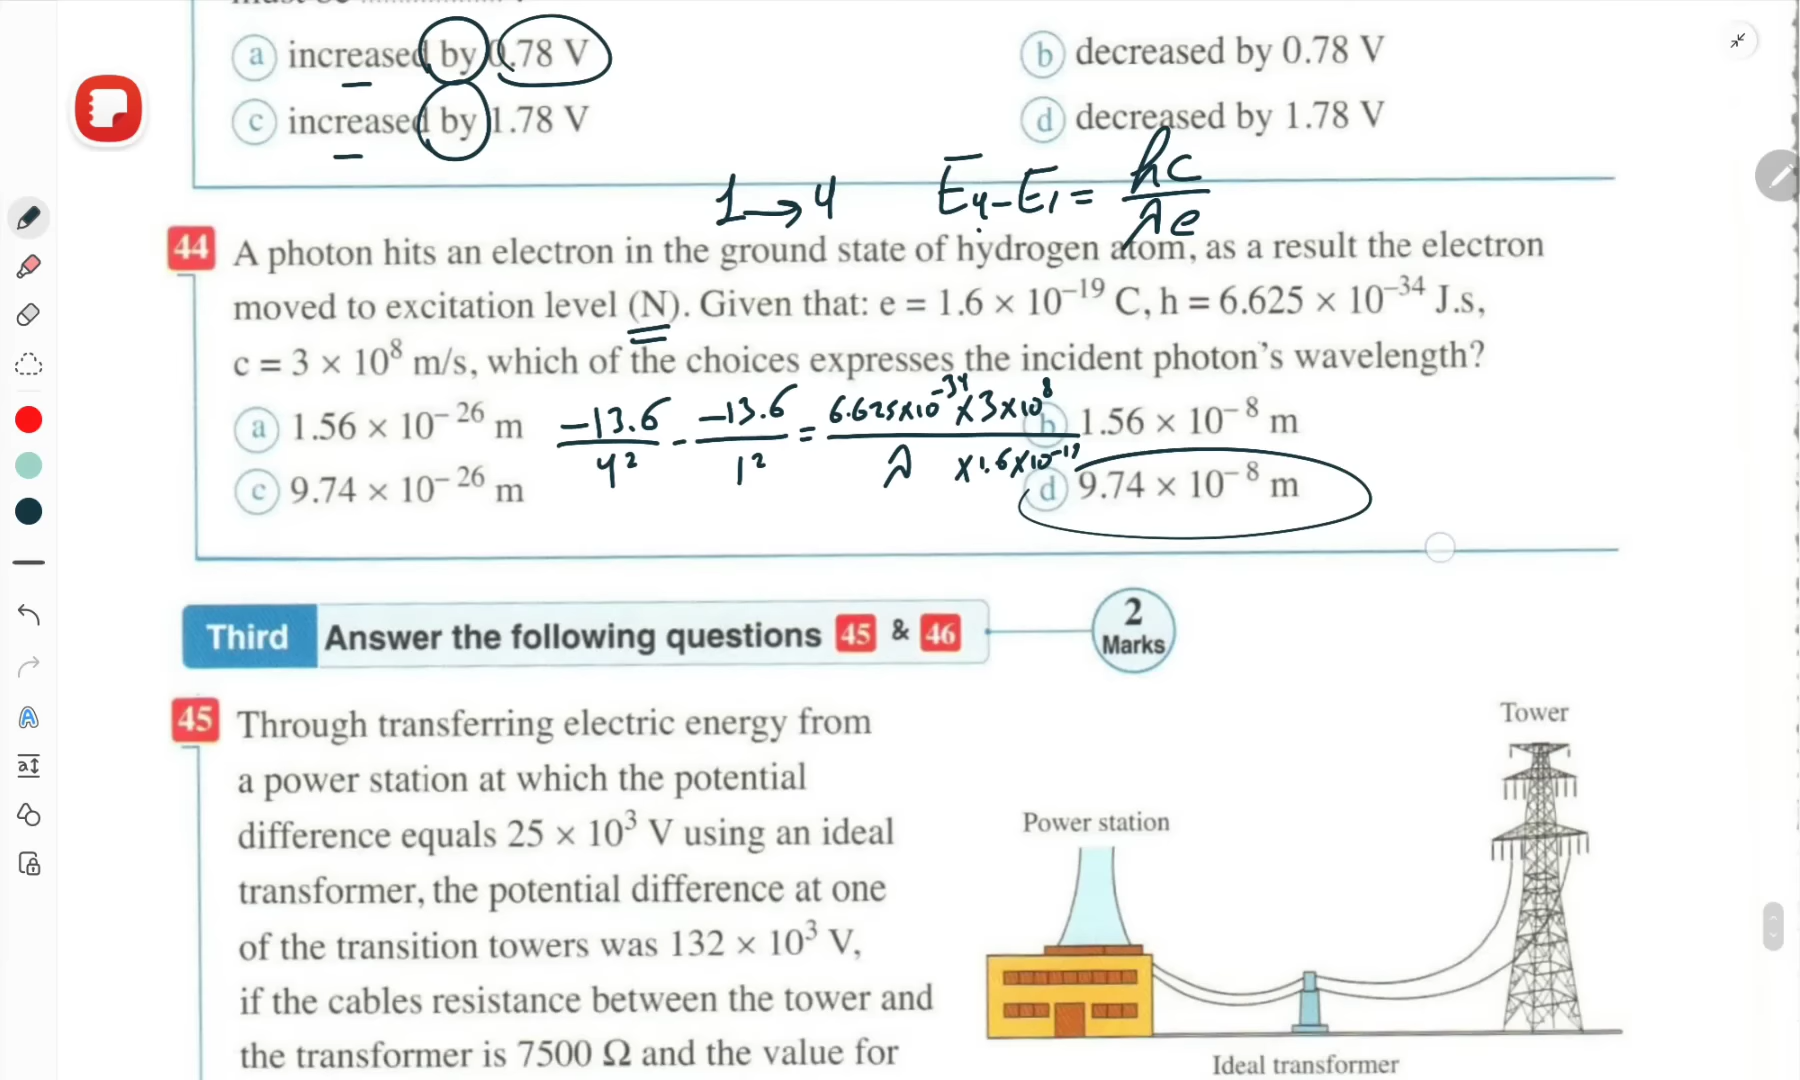 a increased by 0.78 V
b decreased by 0.78 V
c increased by 1.78 V
d decreased by 1.78 V
1→4 E4-E1= hc/λe
44 A photon hits an electron in the ground state of hydrogen atom, as a result the electron
moved to excitation level (N). Given that: e = 1.6 × 10⁻¹⁹ C, h = 6.625 × 10⁻³⁴ J.s,
c = 3 × 10⁸ m/s, which of the choices expresses the incident photon's wavelength?
a 1.56 × 10⁻²⁶ m
b 1.56 × 10⁻⁸ m
-13.6/4² - -13.6/1² = 6.625×10⁻³⁴×3×10⁸/λ ×1.6×10⁻¹⁹
c 9.74 × 10⁻²⁶ m
d 9.74 × 10⁻⁸ m
Third Answer the following questions 45 & 46
2
Marks
45 Through transferring electric energy from
a power station at which the potential
difference equals 25 × 10³ V using an ideal
transformer, the potential difference at one
of the transition towers was 132 × 10³ V,
if the cables resistance between the tower and
the transformer is 7500 Ω and the value for
Tower
Power station
Ideal transformer